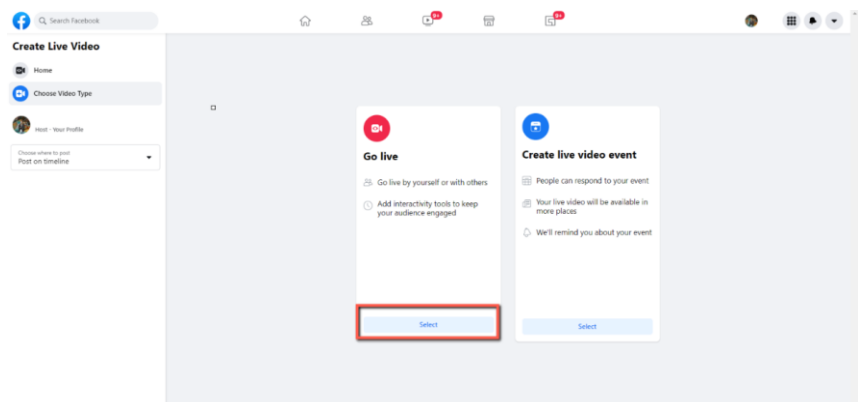 Search Facebook
9+
9+
Create Live Video
Home
Choose Video Type
Host - Your Profile
Choose where to post
Post on timeline
Go live
Go live by yourself or with others
Add interactivity tools to keep
your audience engaged
Select
Create live video event
People can respond to your event
Your live video will be available in
more places
We'll remind you about your event
Select